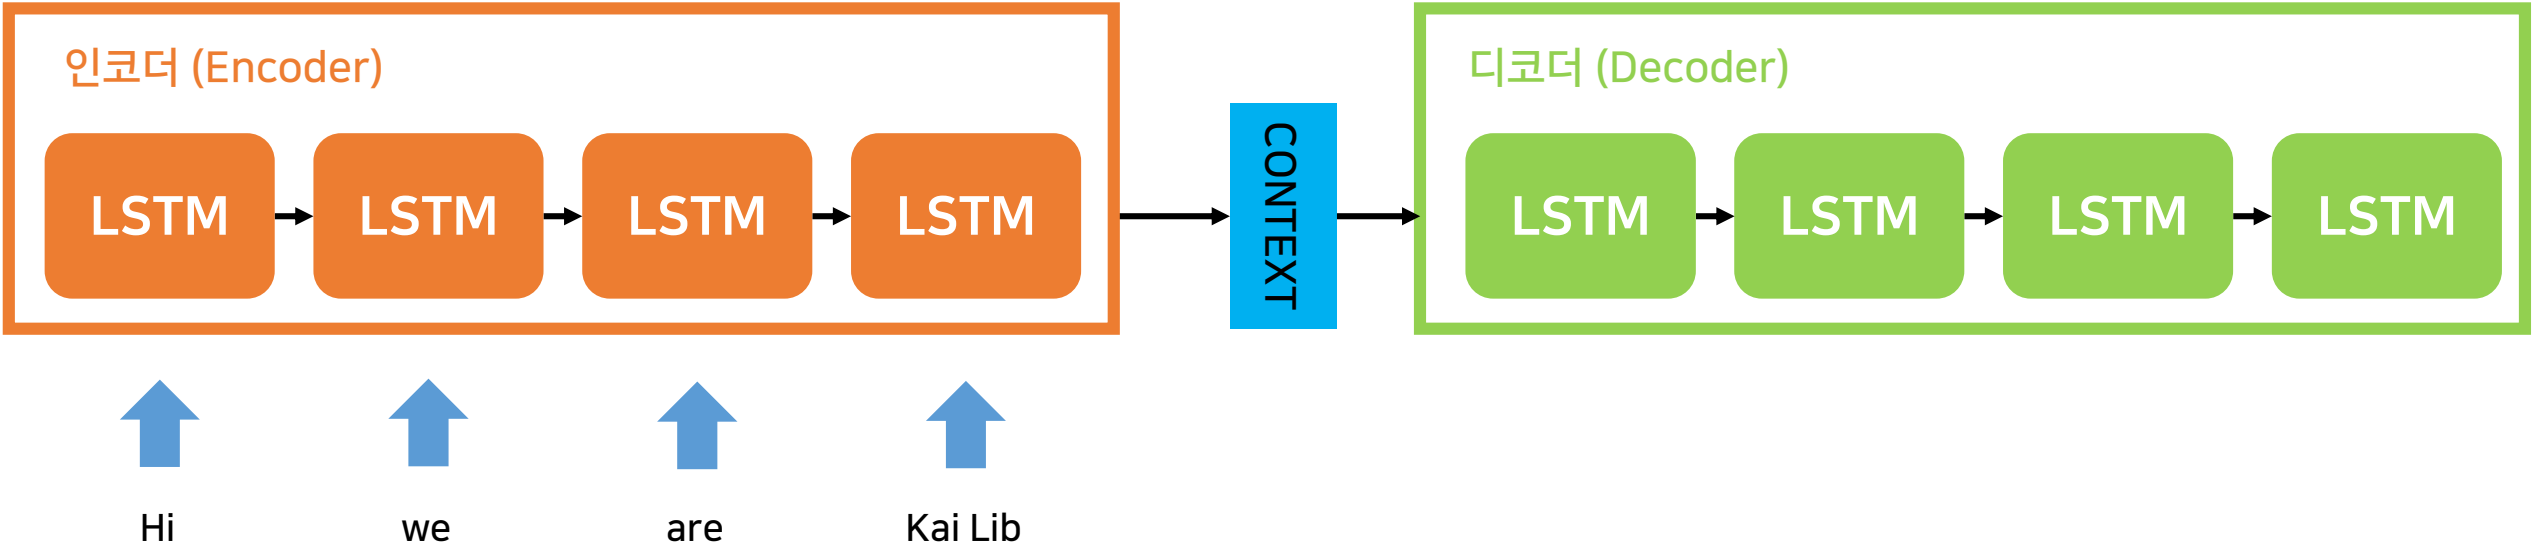 인코더 (Encoder)
LSTM LSTM LSTM LSTM
CONTEXT
디코더 (Decoder)
LSTM LSTM LSTM LSTM
Hi we are Kai Lib